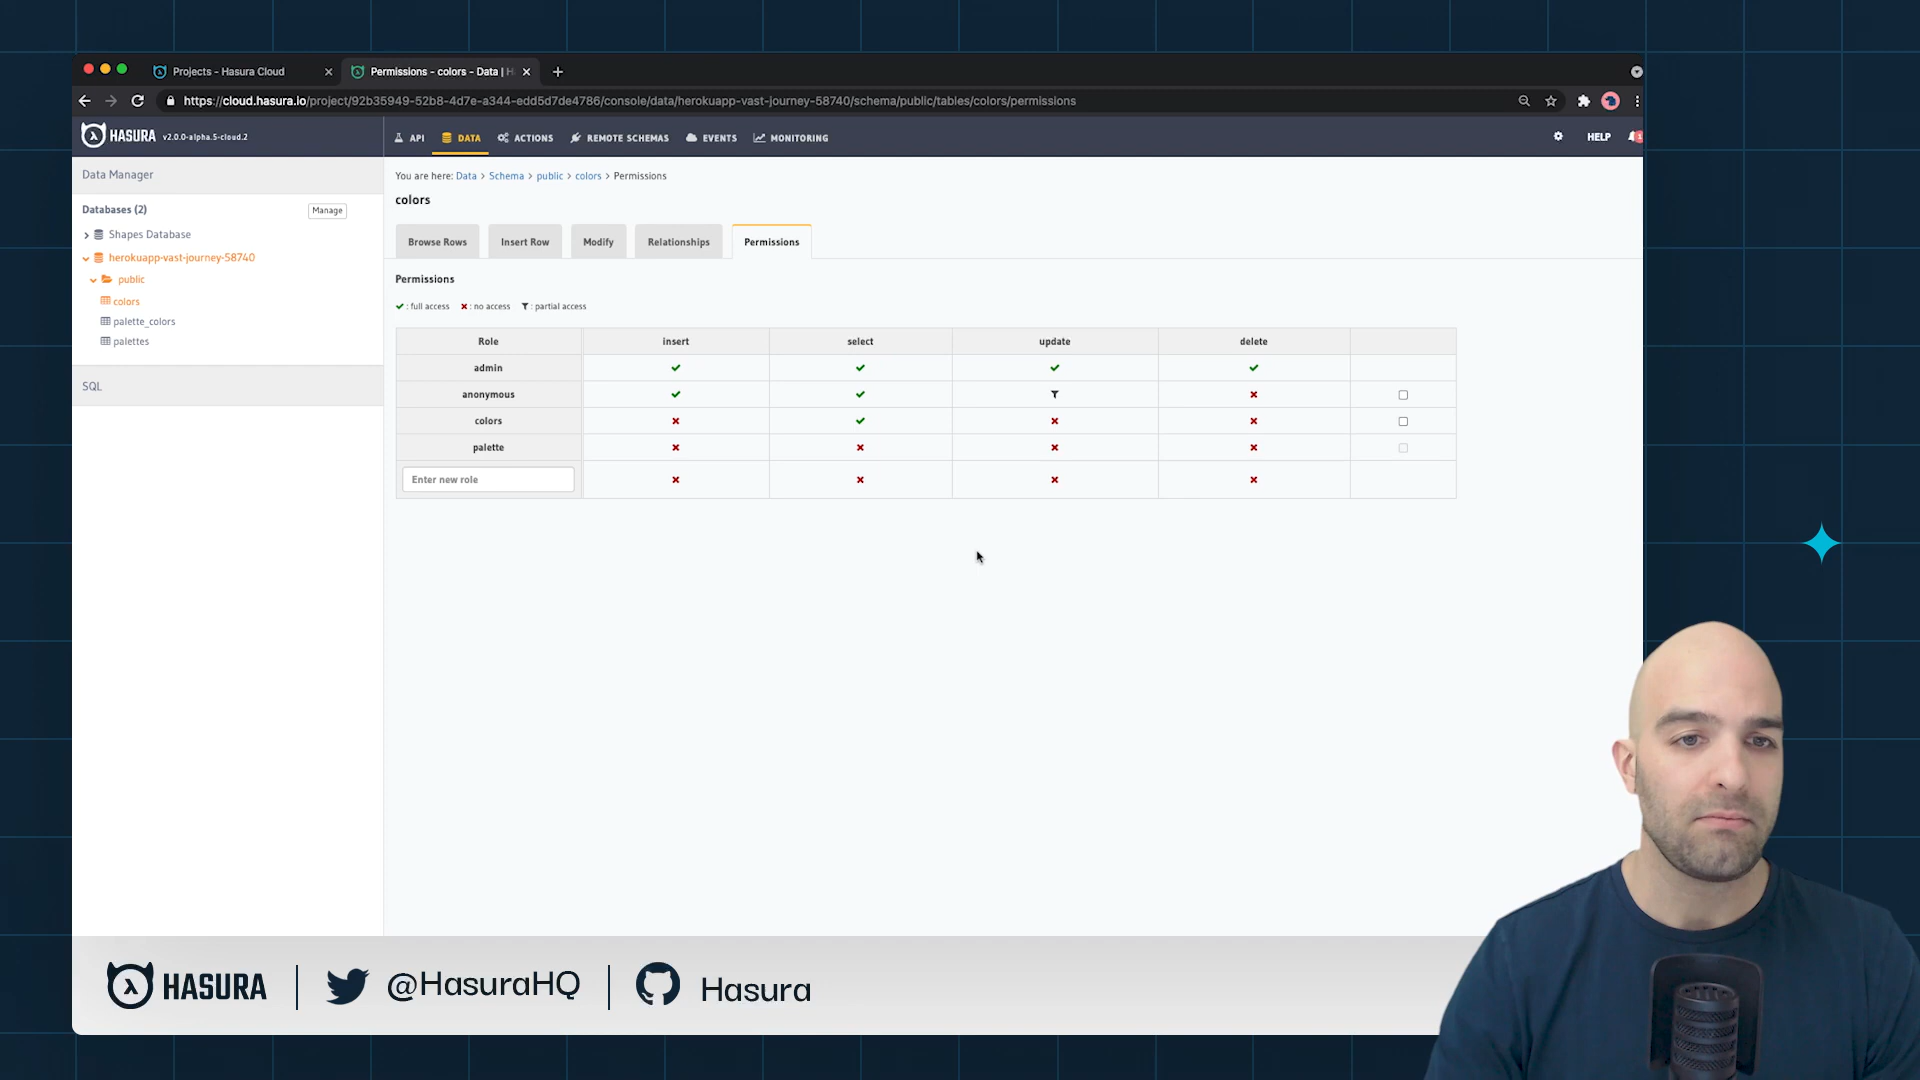 Projects - Hasura Cloud
Permissions - colors - Data | H
https://cloud.hasura.io/project/92b35949-52b8-4d7e-a344-edd5d7de4786/console/data/herokuapp-vast-journey-58740/schema/public/tables/colors/permissions
HASURA v2.0.0-alpha.5-cloud.2
API DATA ACTIONS REMOTE SCHEMAS EVENTS MONITORING HELP
Data Manager
Databases (2) Manage
Shapes Database
herokuapp-vast-journey-58740
public
colors
palette_colors
palettes
SQL
You are here: Data > Schema > public > colors > Permissions
colors
Browse Rows Insert Row Modify Relationships Permissions
Permissions
: full access : no access : partial access
Role insert select update delete
admin
anonymous
colors
palette
Enter new role
HASURA | @HasuraHQ | Hasura